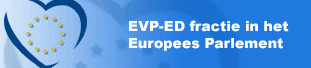 EVP-ED fractie in het
Europees Parlement